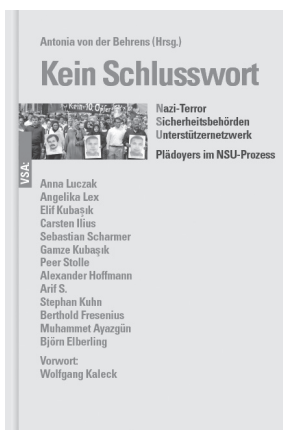 Antonia von der Behrens (Hrsg.)
Kein Schlusswort
Nazi-Terror
Sicherheitsbehörden
Unterstützernetzwerk
Plädoyers im NSU-Prozess
VSA:
Anna Luczak
Angelika Lex
Elif Kubaşık
Carsten Ilius
Sebastian Scharmer
Gamze Kubaşık
Peer Stolle
Alexander Hoffmann
Arif S.
Stephan Kuhn
Berthold Fresenius
Muhammet Ayazgün
Björn Elberling
Vorwort:
Wolfgang Kaleck